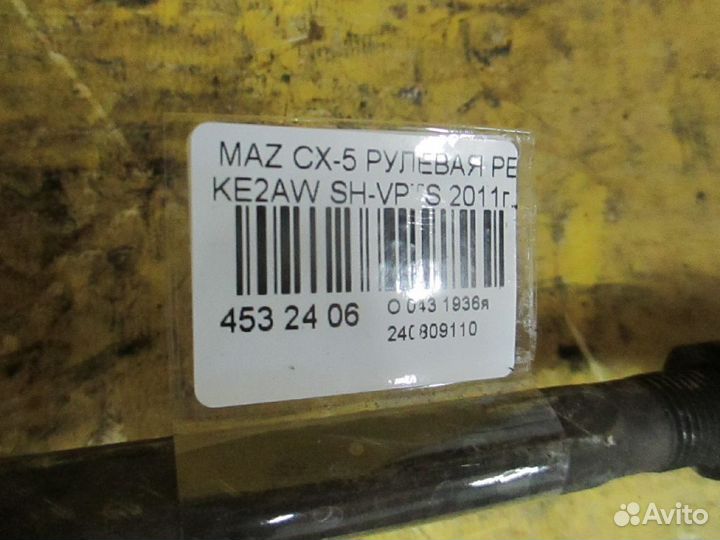 MAZ CX-5 РУЛЕВАЯ РЕ
KE2AW SH-VPTS 2011г.
453 24 06
О 043 1936я
240809110
Avito